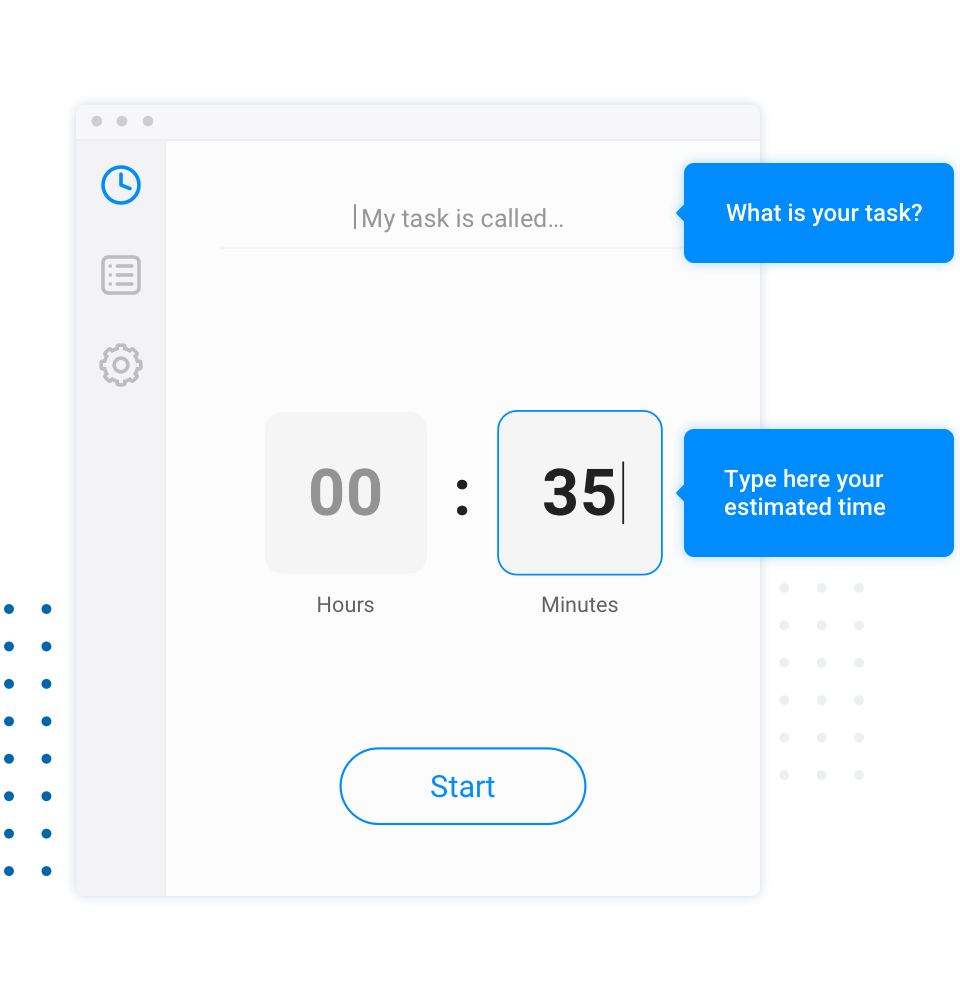 My task is called...
What is your task?
00 : 35
Type here your
estimated time
Hours
Minutes
Start